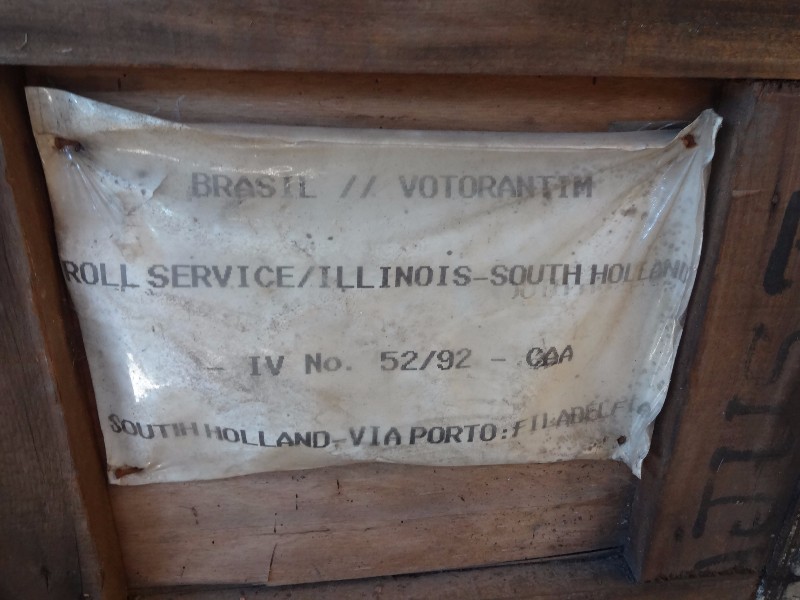 BRASIL // VOTORANTIM
ROLL SERVICE/ILLINOIS-SOUTH HOLLAND
- IV No. 52/92 - CAA
SOUTH HOLLAND-VIA PORTO:FILADELFIA